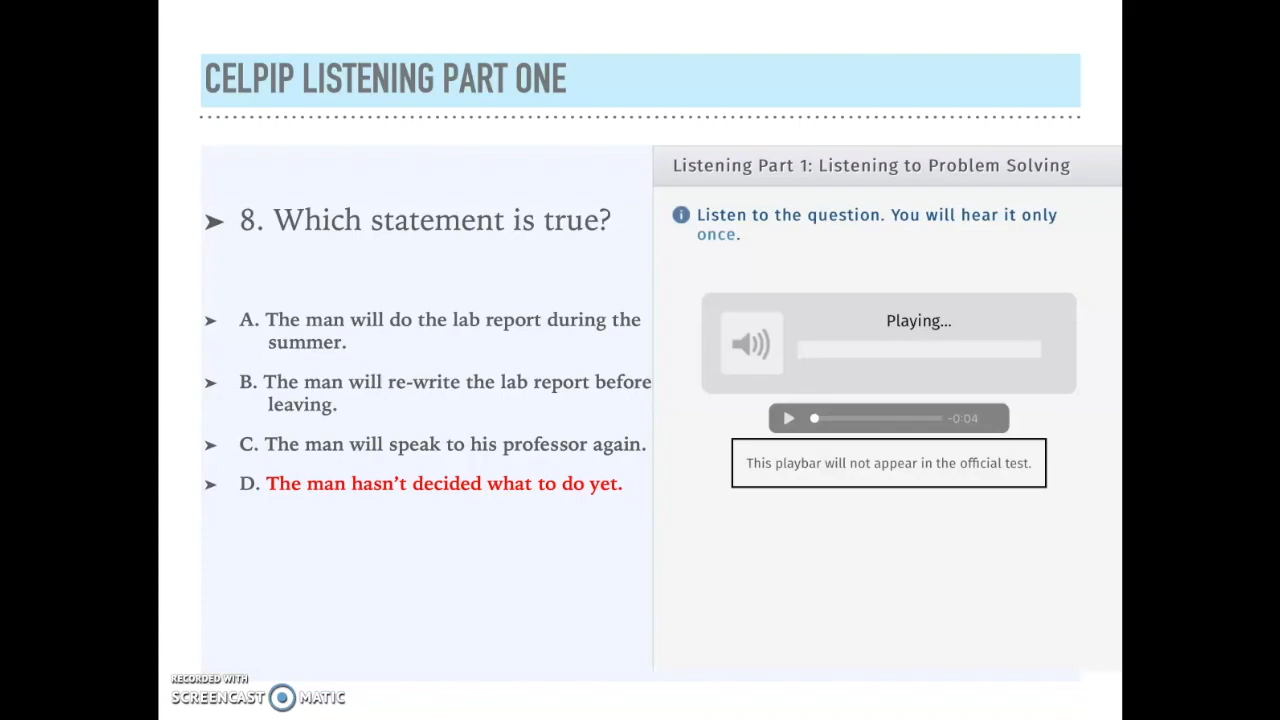 CELPIP LISTENING PART ONE
➤ 8. Which statement is true?
➤ A. The man will do the lab report during the
summer.
➤ B. The man will re-write the lab report before
leaving.
➤ C. The man will speak to his professor again.
➤ D. The man hasn’t decided what to do yet.
Listening Part 1: Listening to Problem Solving
Listen to the question. You will hear it only
once.
Playing...
-0:04
This playbar will not appear in the official test.
RECORDED WITH
SCREENCAST MATIC